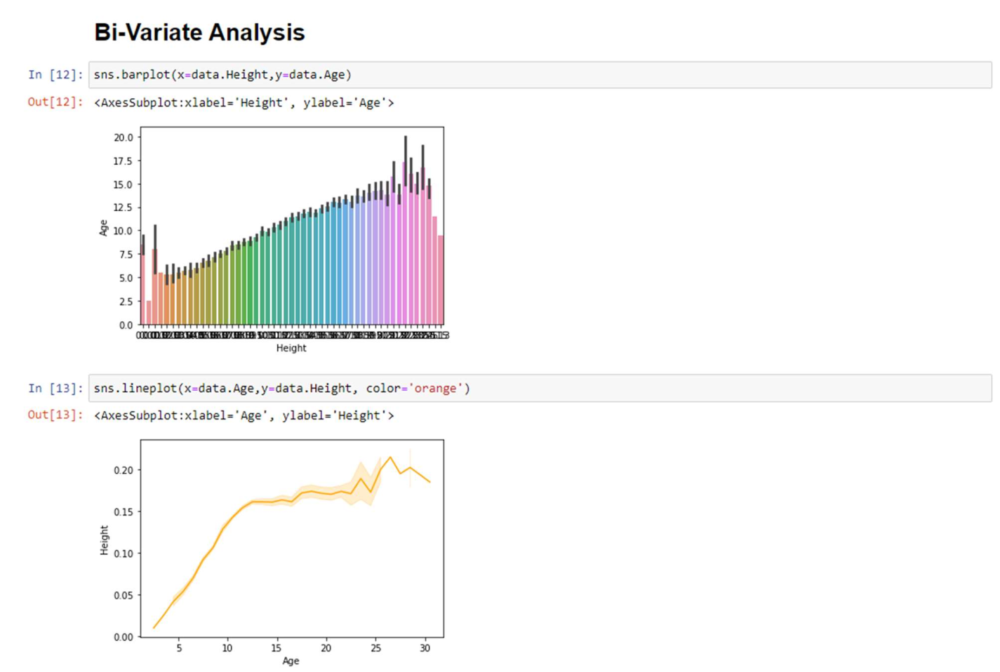 Bi-Variate Analysis
In [12]: sns.barplot(x=data.Height,y=data.Age)
Out[12]: <AxesSubplot:xlabel='Height', ylabel='Age'>
20.0
17.5
15.0
12.5
10.0
7.5
5.0
2.5
0.0
Age
Height
In [13]: sns.lineplot(x=data.Age,y=data.Height, color='orange')
Out[13]: <AxesSubplot:xlabel='Age', ylabel='Height'>
0.20
0.15
0.10
0.05
0.00
Height
5 10 15 20 25 30
Age